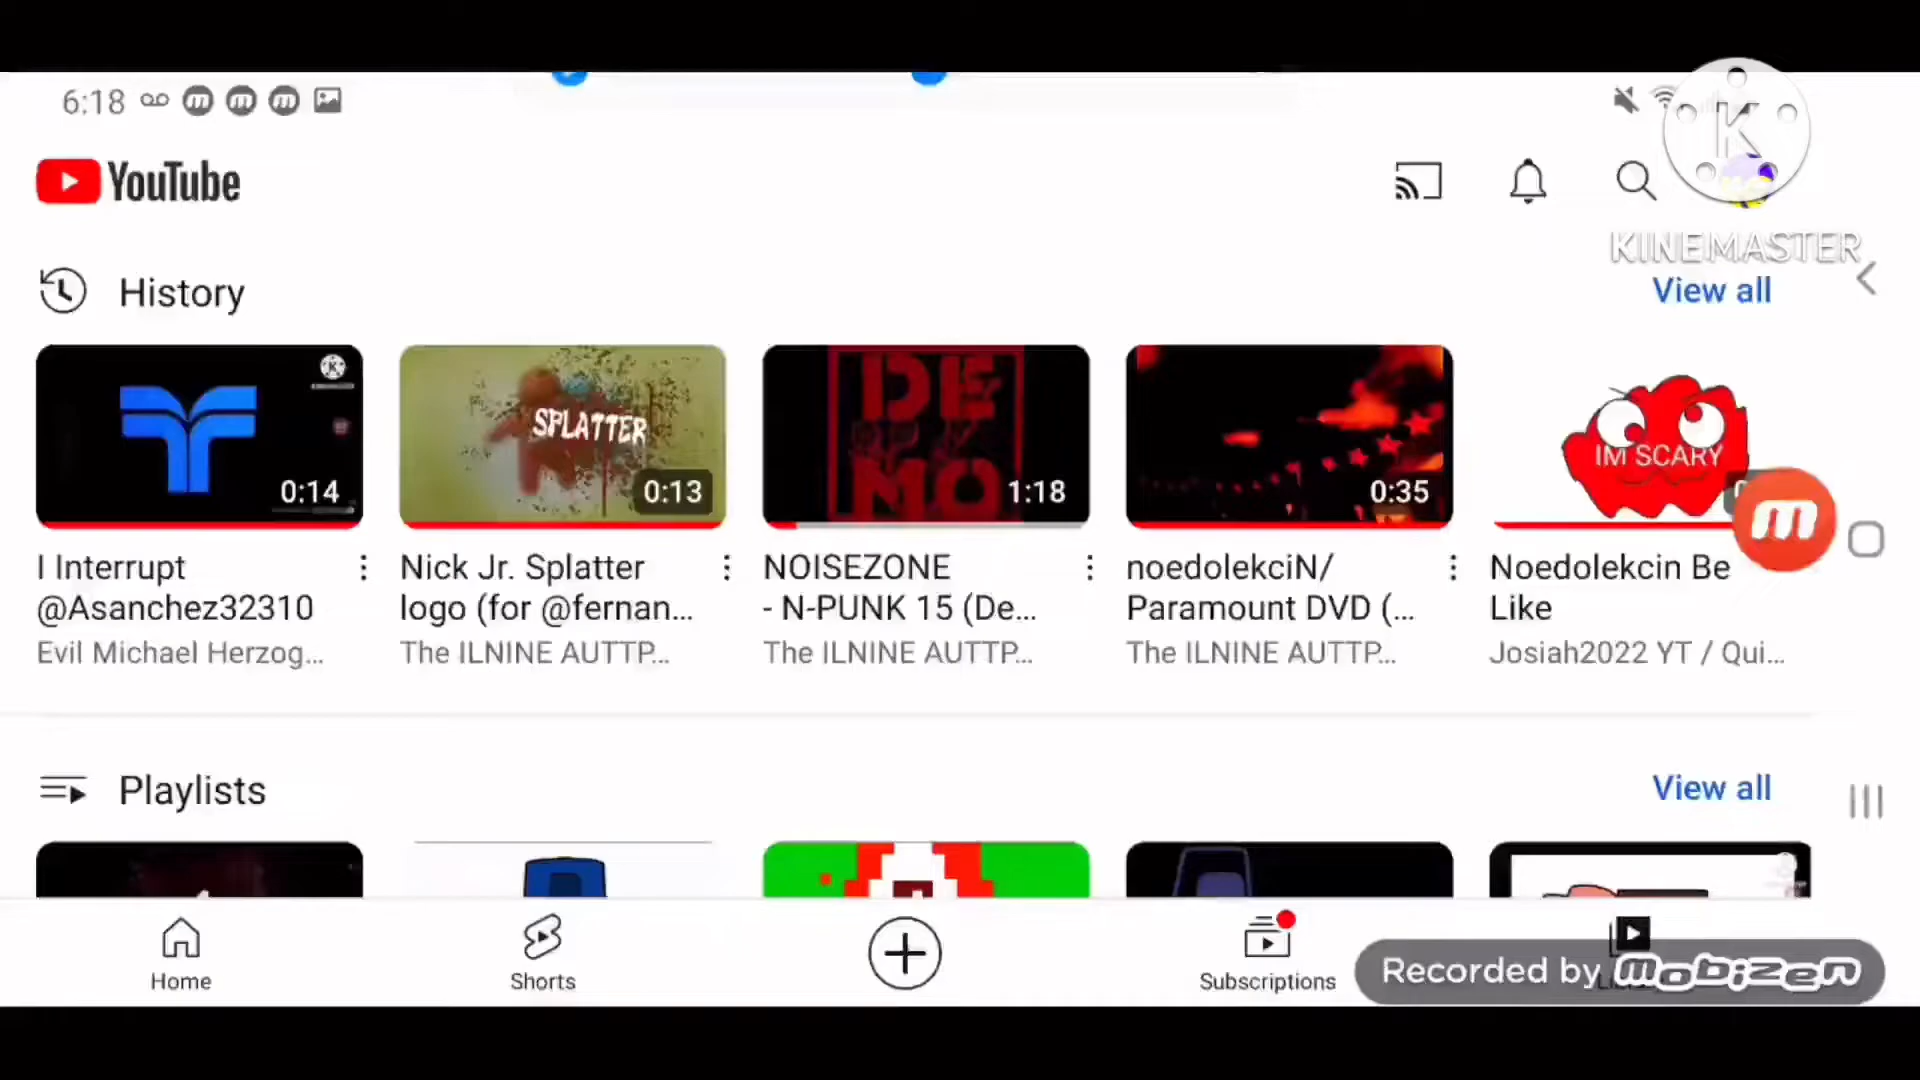 6:18
K
YouTube
KINEMASTER
History
View all
SPLATTER
DE
MO
IM SCARY
0:14
0:13
1:18
0:35
I Interrupt
@Asanchez32310
Evil Michael Herzog...
Nick Jr. Splatter
logo (for @fernan...
The ILNINE AUTTP...
NOISEZONE
- N-PUNK 15 (De...
The ILNINE AUTTP...
noedolekciN/
Paramount DVD (...
The ILNINE AUTTP...
Noedolekcin Be
Like
Josiah2022 YT / Qui...
Playlists
View all
Home
Shorts
Subscriptions
Recorded by mobizen